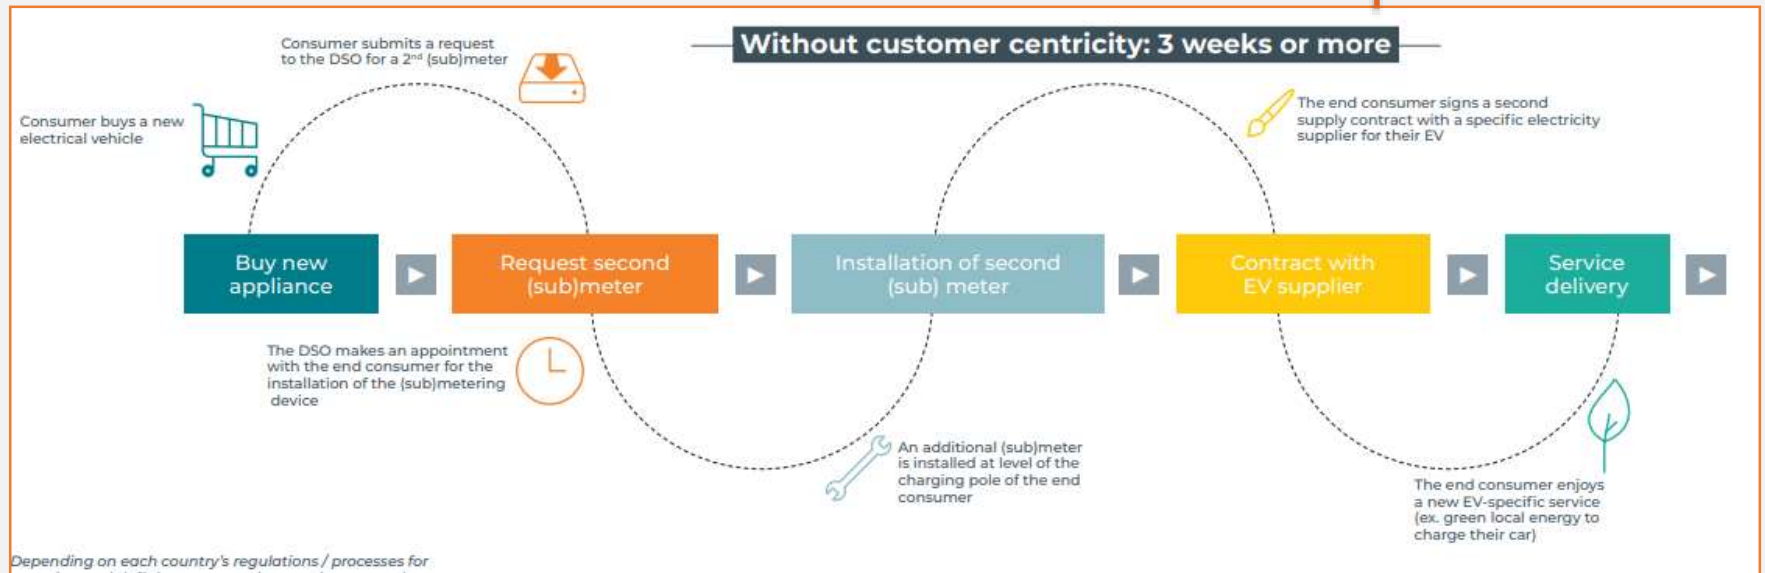 Without customer centricity: 3 weeks or more
Consumer submits a request
to the DSO for a 2nd (sub)meter
Consumer buys a new
electrical vehicle
The end consumer signs a second
supply contract with a specific electricity
supplier for their EV
Buy new
appliance
Request second
(sub)meter
Installation of second
(sub) meter
Contract with
EV supplier
Service
delivery
The DSO makes an appointment
with the end consumer for the
installation of the (sub)metering
device
An additional (sub)meter
is installed at level of the
charging pole of the end
consumer
The end consumer enjoys
a new EV-specific service
(ex. green local energy to
charge their car)
Depending on each country's regulations / processes for